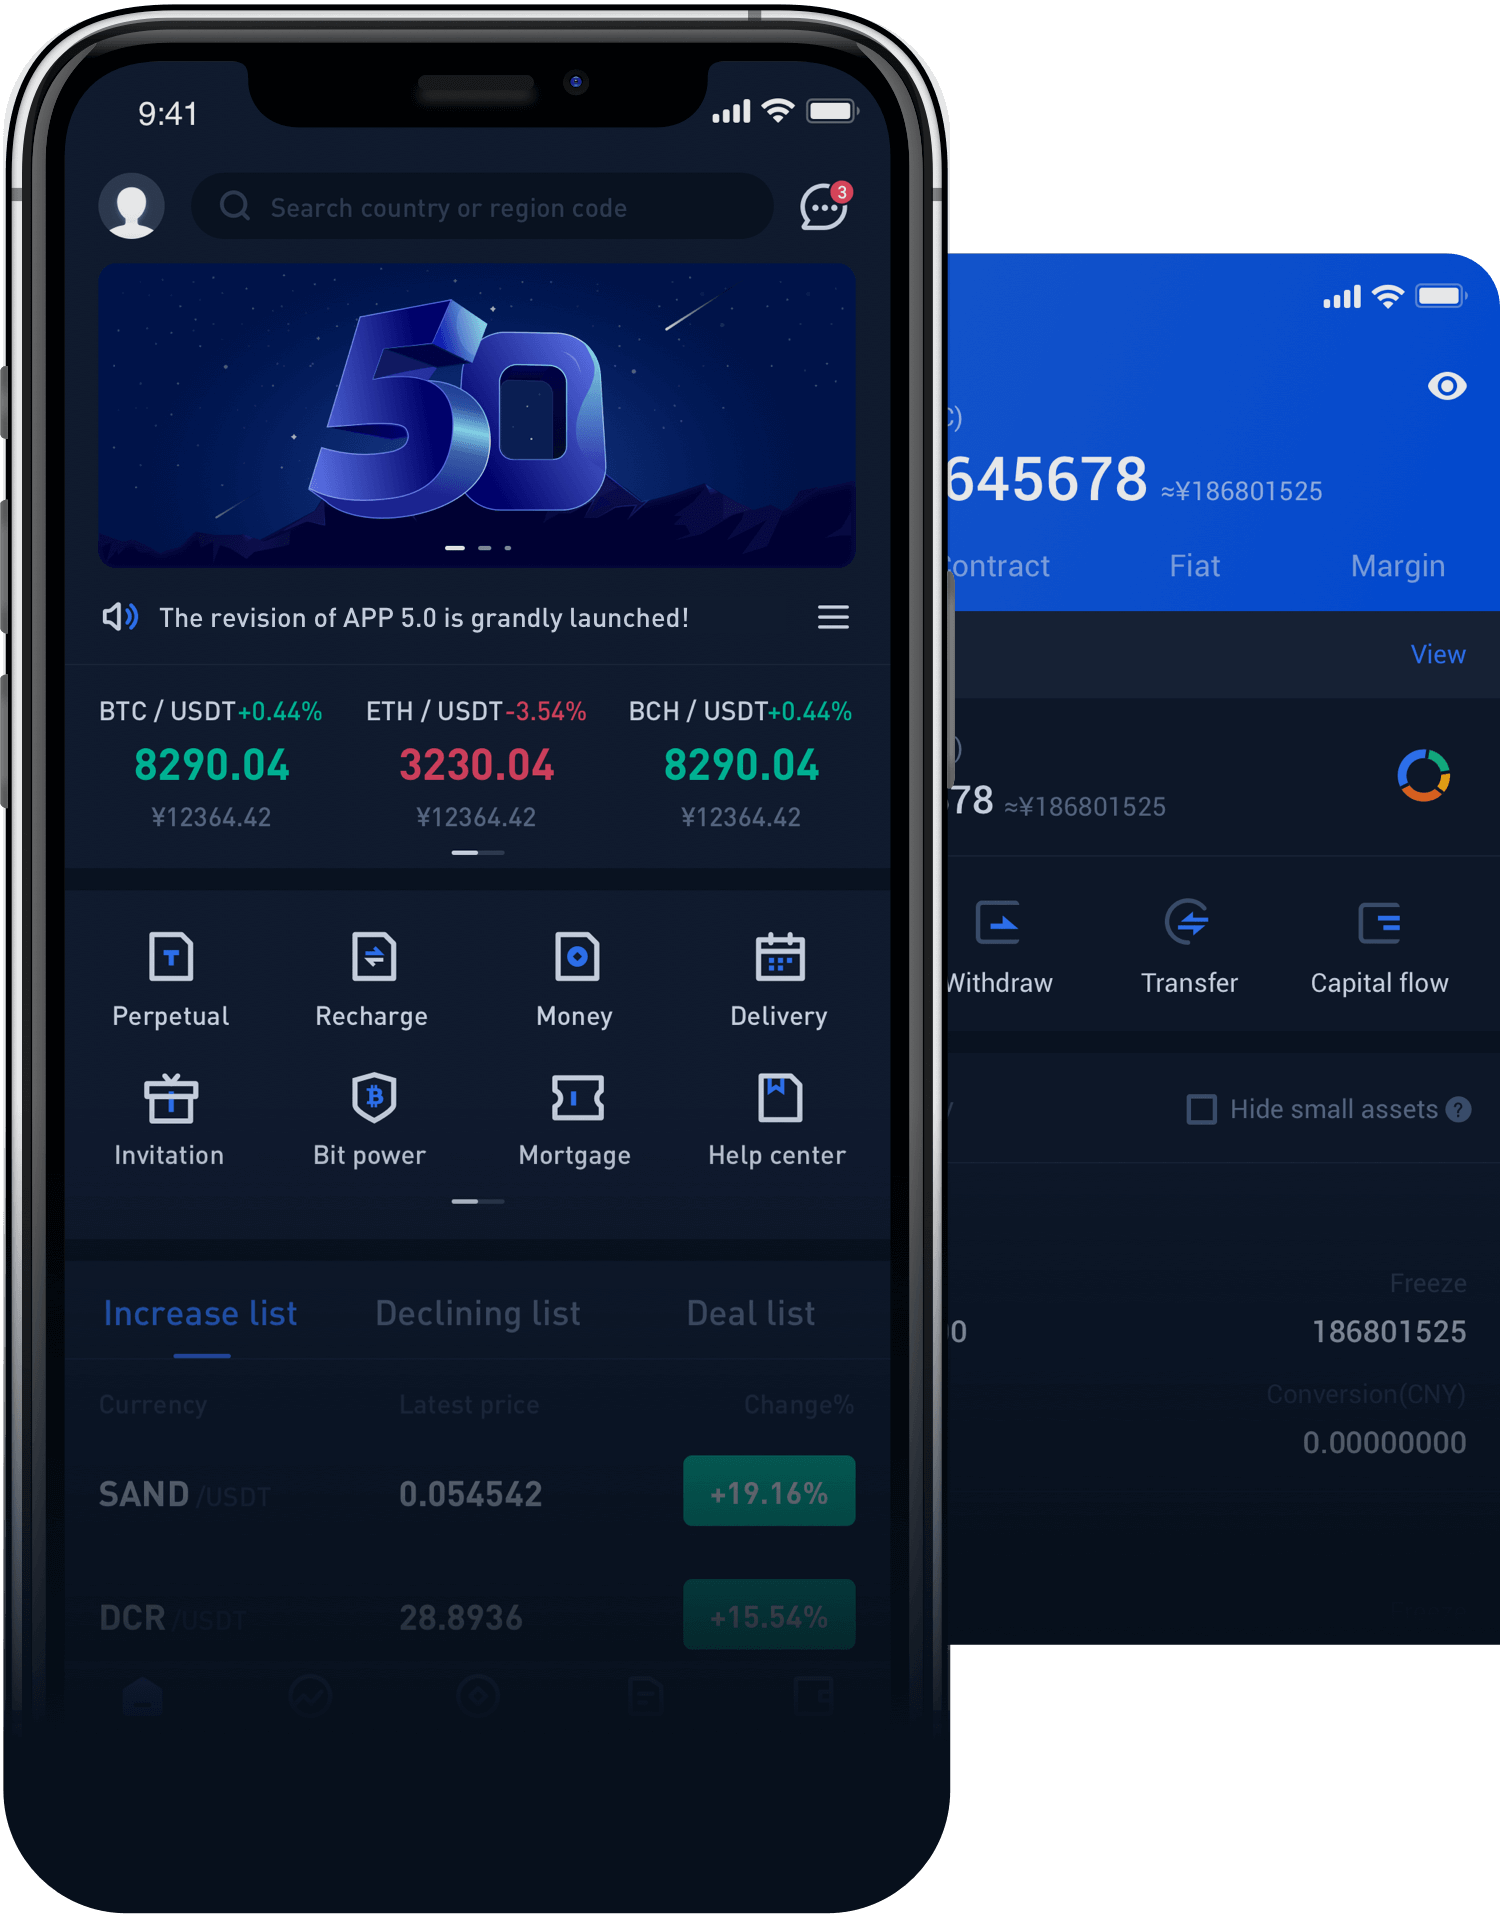 9:41
Search country or region code
3
50
The revision of APP 5.0 is grandly launched!
BTC / USDT+0.44%
ETH / USDT-3.54%
BCH / USDT+0.44%
8290.04
3230.04
8290.04
¥12364.42
¥12364.42
¥12364.42
Perpetual
Recharge
Money
Delivery
Invitation
Bit power
Mortgage
Help center
Increase list
Declining list
Deal list
Currency
Latest price
Change%
SAND /USDT
0.054542
+19.16%
DCR /USDT
28.8936
+15.54%
645678 ≈¥186801525
ontract
Fiat
Margin
View
78 ≈¥186801525
Withdraw
Transfer
Capital flow
Hide small assets ?
Freeze
0
186801525
Conversion(CNY)
0.00000000